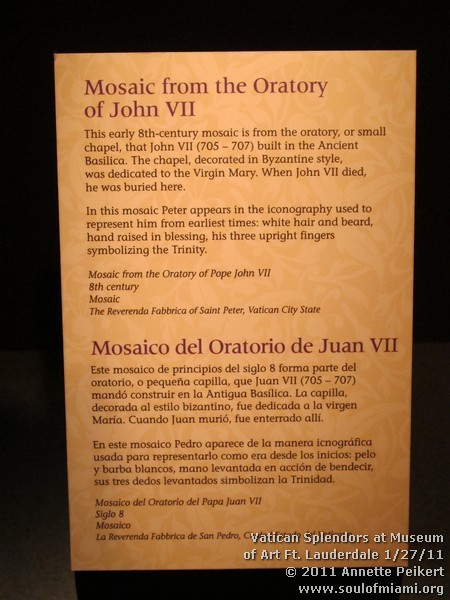 Mosaic from the Oratory
of John VII
This early 8th-century mosaic is from the oratory, or small
chapel, that John VII (705 – 707) built in the Ancient
Basilica. The chapel, decorated in Byzantine style,
was dedicated to the Virgin Mary. When John VII died,
he was buried here.
In this mosaic Peter appears in the iconography used to
represent him from earliest times: white hair and beard,
hand raised in blessing, his three upright fingers
symbolizing the Trinity.
Mosaic from the Oratory of Pope John VII
8th century
Mosaic
The Reverenda Fabbrica of Saint Peter, Vatican City State
Mosaico del Oratorio de Juan VII
Este mosaico de principios del siglo 8 forma parte del
oratorio, o pequeña capilla, que Juan VII (705 – 707)
mandó construir en la Antigua Basílica. La capilla,
decorada al estilo bizantino, fue dedicada a la virgen
María. Cuando Juan murió, fue enterrado allí.
En este mosaico Pedro aparece de la manera icnográfica
usada para representarlo como era desde los inicios: pelo
y barba blancos, mano levantada en acción de bendecir,
sus tres dedos levantados simbolizan la Trinidad.
Mosaico del Oratorio del Papa Juan VII
Siglo 8
Mosaico
La Reverenda Fabbrica de San Pedro,
Vatican Splendors at Museum
of Art Ft. Lauderdale 1/27/11
© 2011 Annette Peikert
www.soulofmiami.org